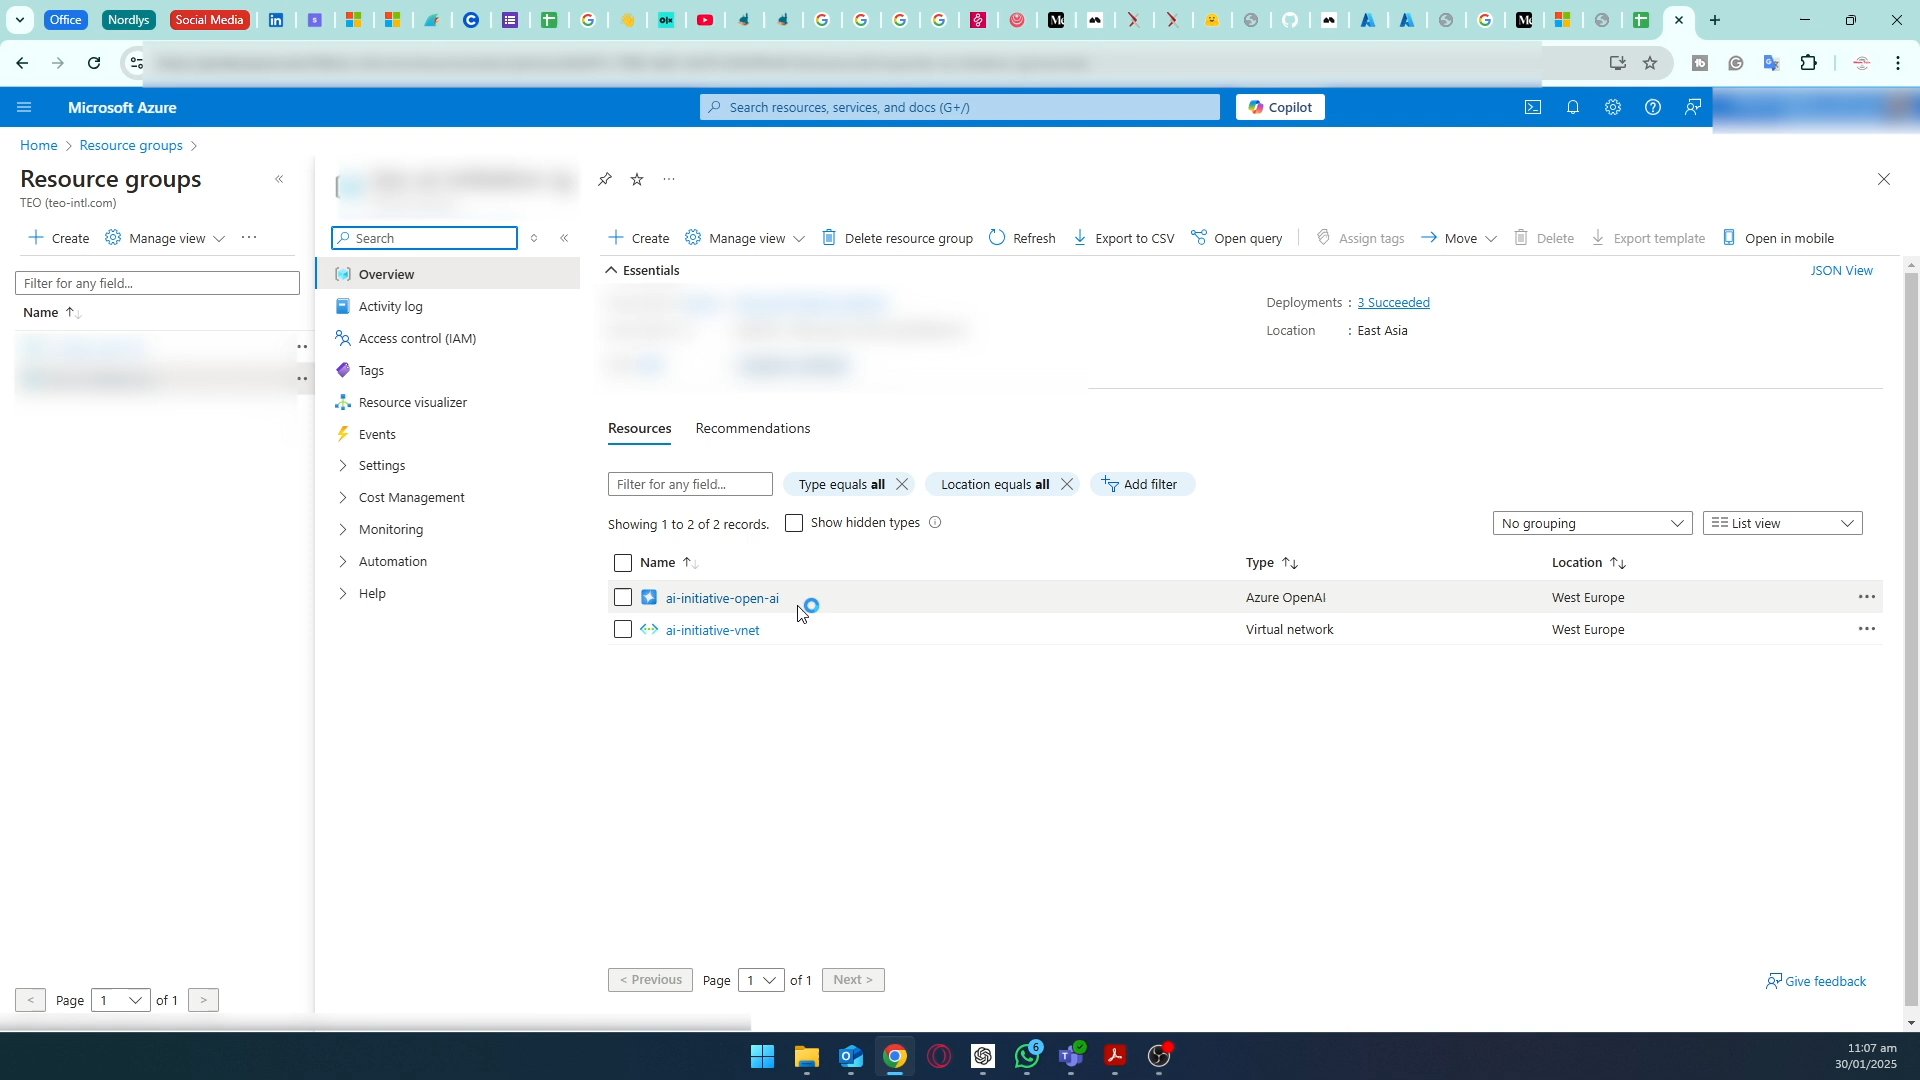 Office
Nordlys
Social Media
Microsoft Azure
Search resources, services, and docs (G+/)
Copilot
Home > Resource groups >
Resource groups
TEO (teo-intl.com)
Create
Manage view
Search
Create
Manage view
Delete resource group
Refresh
Export to CSV
Open query
Assign tags
Move
Delete
Export template
Open in mobile
Filter for any field...
Name
Overview
Activity log
Access control (IAM)
Tags
Resource visualizer
Events
Settings
Cost Management
Monitoring
Automation
Help
Essentials
JSON View
Deployments : 3 Succeeded
Location : East Asia
Resources
Recommendations
Filter for any field...
Type equals all
Location equals all
Add filter
Showing 1 to 2 of 2 records.
Show hidden types
No grouping
List view
Name
Type
Location
ai-initiative-open-ai
Azure OpenAI
West Europe
ai-initiative-vnet
Virtual network
West Europe
< Previous
Page 1 of 1
Next >
Give feedback
<
Page 1 of 1
>
6
11:07 am
30/01/2025